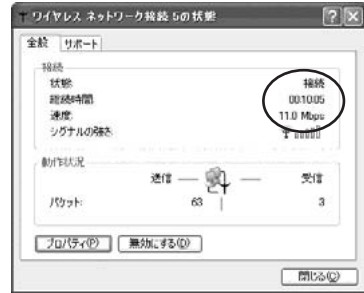 ワイヤレス ネットワーク接続 5の状態
全般 サポート
接続
状態: 接続
継続時間: 00:10:05
速度: 11.0 Mbps
シグナルの強さ:
動作状況
送信 受信
パケット: 63 3
プロパティ(P) 無効にする(D)
閉じる(C)